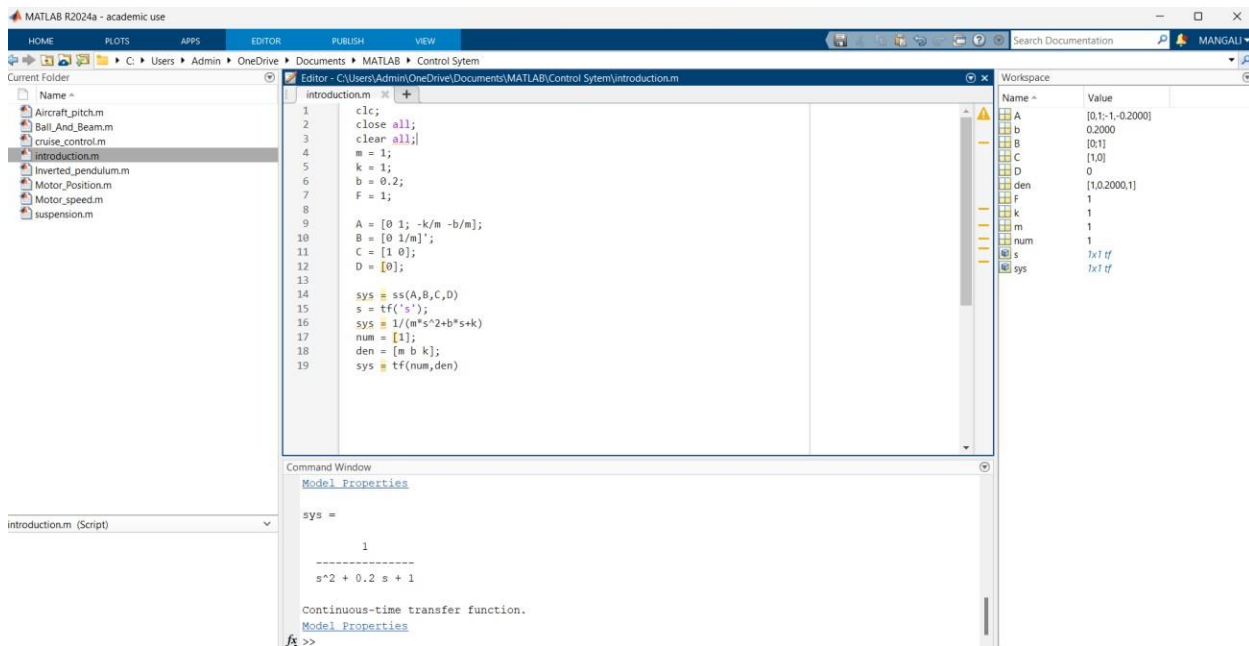 MATLAB R2024a - academic use
HOME PLOTS APPS EDITOR PUBLISH VIEW
Search Documentation
MANGALI
C: Users Admin OneDrive Documents MATLAB Control Sytem
Current Folder
Name
Aircraft_pitch.m
Ball_And_Beam.m
cruise_control.m
introduction.m
Inverted_pendulum.m
Motor_Position.m
Motor_speed.m
suspension.m
introduction.m (Script)
Editor - C:\Users\Admin\OneDrive\Documents\MATLAB\Control Sytem\introduction.m
introduction.m
1 clc;
2 close all;
3 clear all;
4 m = 1;
5 k = 1;
6 b = 0.2;
7 F = 1;
8
9 A = [0 1; -k/m -b/m];
10 B = [0 1/m]';
11 C = [1 0];
12 D = [0];
13
14 sys = ss(A,B,C,D)
15 s = tf('s');
16 sys = 1/(m*s^2+b*s+k)
17 num = [1];
18 den = [m b k];
19 sys = tf(num,den)
Command Window
Model Properties
sys =
1
---------------
s^2 + 0.2 s + 1
Continuous-time transfer function.
Model Properties
fx >>
Workspace
Name Value
A [0,1;-1,-0.2000]
b 0.2000
B [0;1]
C [1,0]
D 0
den [1,0.2000,1]
F 1
k 1
m 1
num 1
s 1x1 tf
sys 1x1 tf